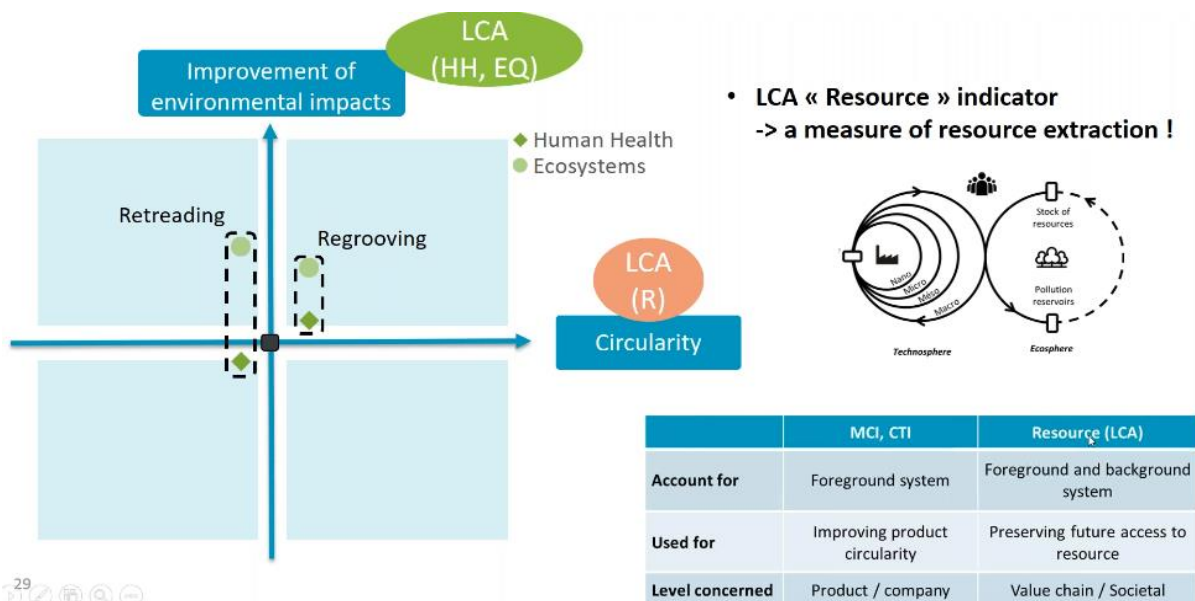 LCA
(HH, EQ)
Improvement of
environmental impacts
Human Health
Ecosystems
Retreading
Regrooving
LCA
(R)
Circularity
• LCA « Resource » indicator
-> a measure of resource extraction !
Stock of
resources
Nano
Micro
Méso
Macro
Pollution
reservoirs
Technosphere
Ecosphere
MCI, CTI
Resource (LCA)
Account for
Foreground system
Foreground and background
system
Used for
Improving product
circularity
Preserving future access to
resource
Level concerned
Product / company
Value chain / Societal
29